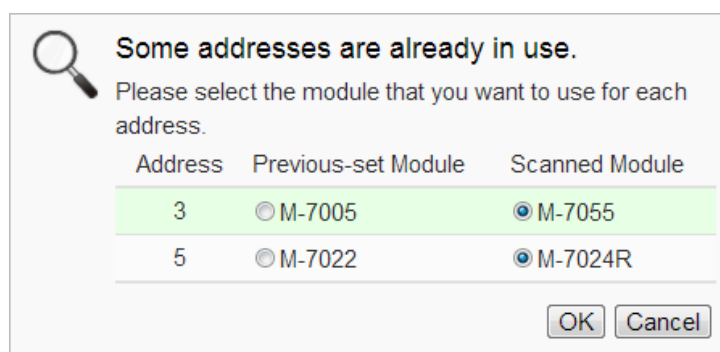 Some addresses are already in use.
Please select the module that you want to use for each
address.
Address Previous-set Module Scanned Module
3 M-7005 M-7055
5 M-7022 M-7024R
OK Cancel